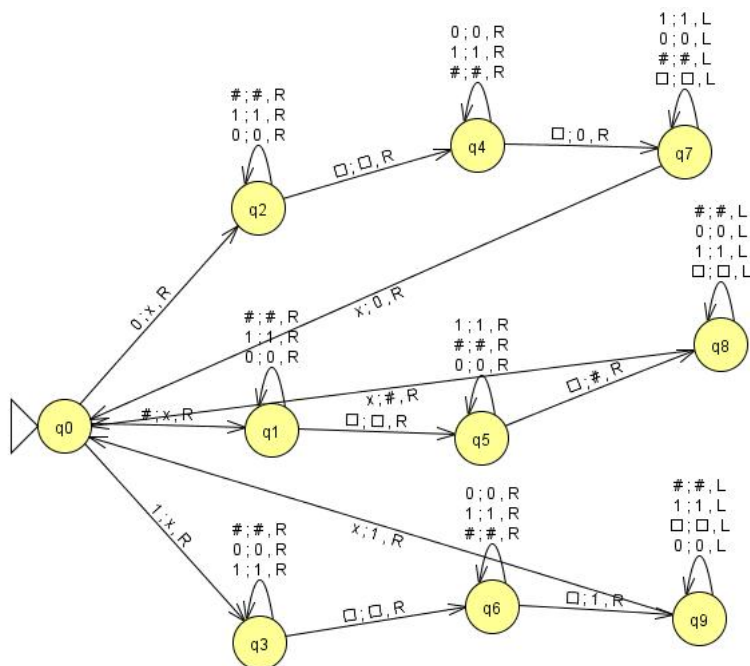 1 ; 1 , L
0 ; 0 , L
# ; # , L
□ ; □ , L
0 ; 0 , R
1 ; 1 , R
# ; # , R
# ; # , R
1 ; 1 , R
0 ; 0 , R
q4
□ ; 0 , R
q7
□ ; □ , R
q2
# ; # , L
0 ; 0 , L
1 ; 1 , L
□ ; □ , L
0 ; x , R
x ; 0 , R
# ; # , R
1 ; 1 , R
0 ; 0 , R
1 ; 1 , R
# ; # , R
0 ; 0 , R
q8
□ ; # , R
x ; # , R
q0
# ; x , R
q1
□ ; □ , R
q5
1 ; x , R
x ; 1 , R
# ; # , R
0 ; 0 , R
1 ; 1 , R
0 ; 0 , R
1 ; 1 , R
# ; # , R
# ; # , L
1 ; 1 , L
□ ; □ , L
0 ; 0 , L
□ ; □ , R
q6
□ ; 1 , R
q9
q3